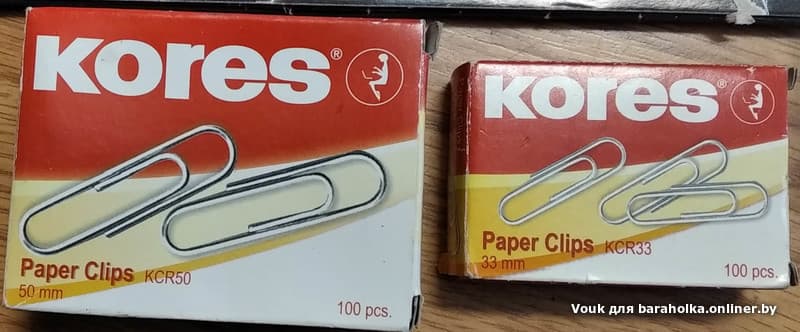 Kores®
Paper Clips KCR50
50 mm
100 pcs.
Kores®
Paper Clips KCR33
33 mm
100 pcs.
Vouk для baraholka.onliner.by